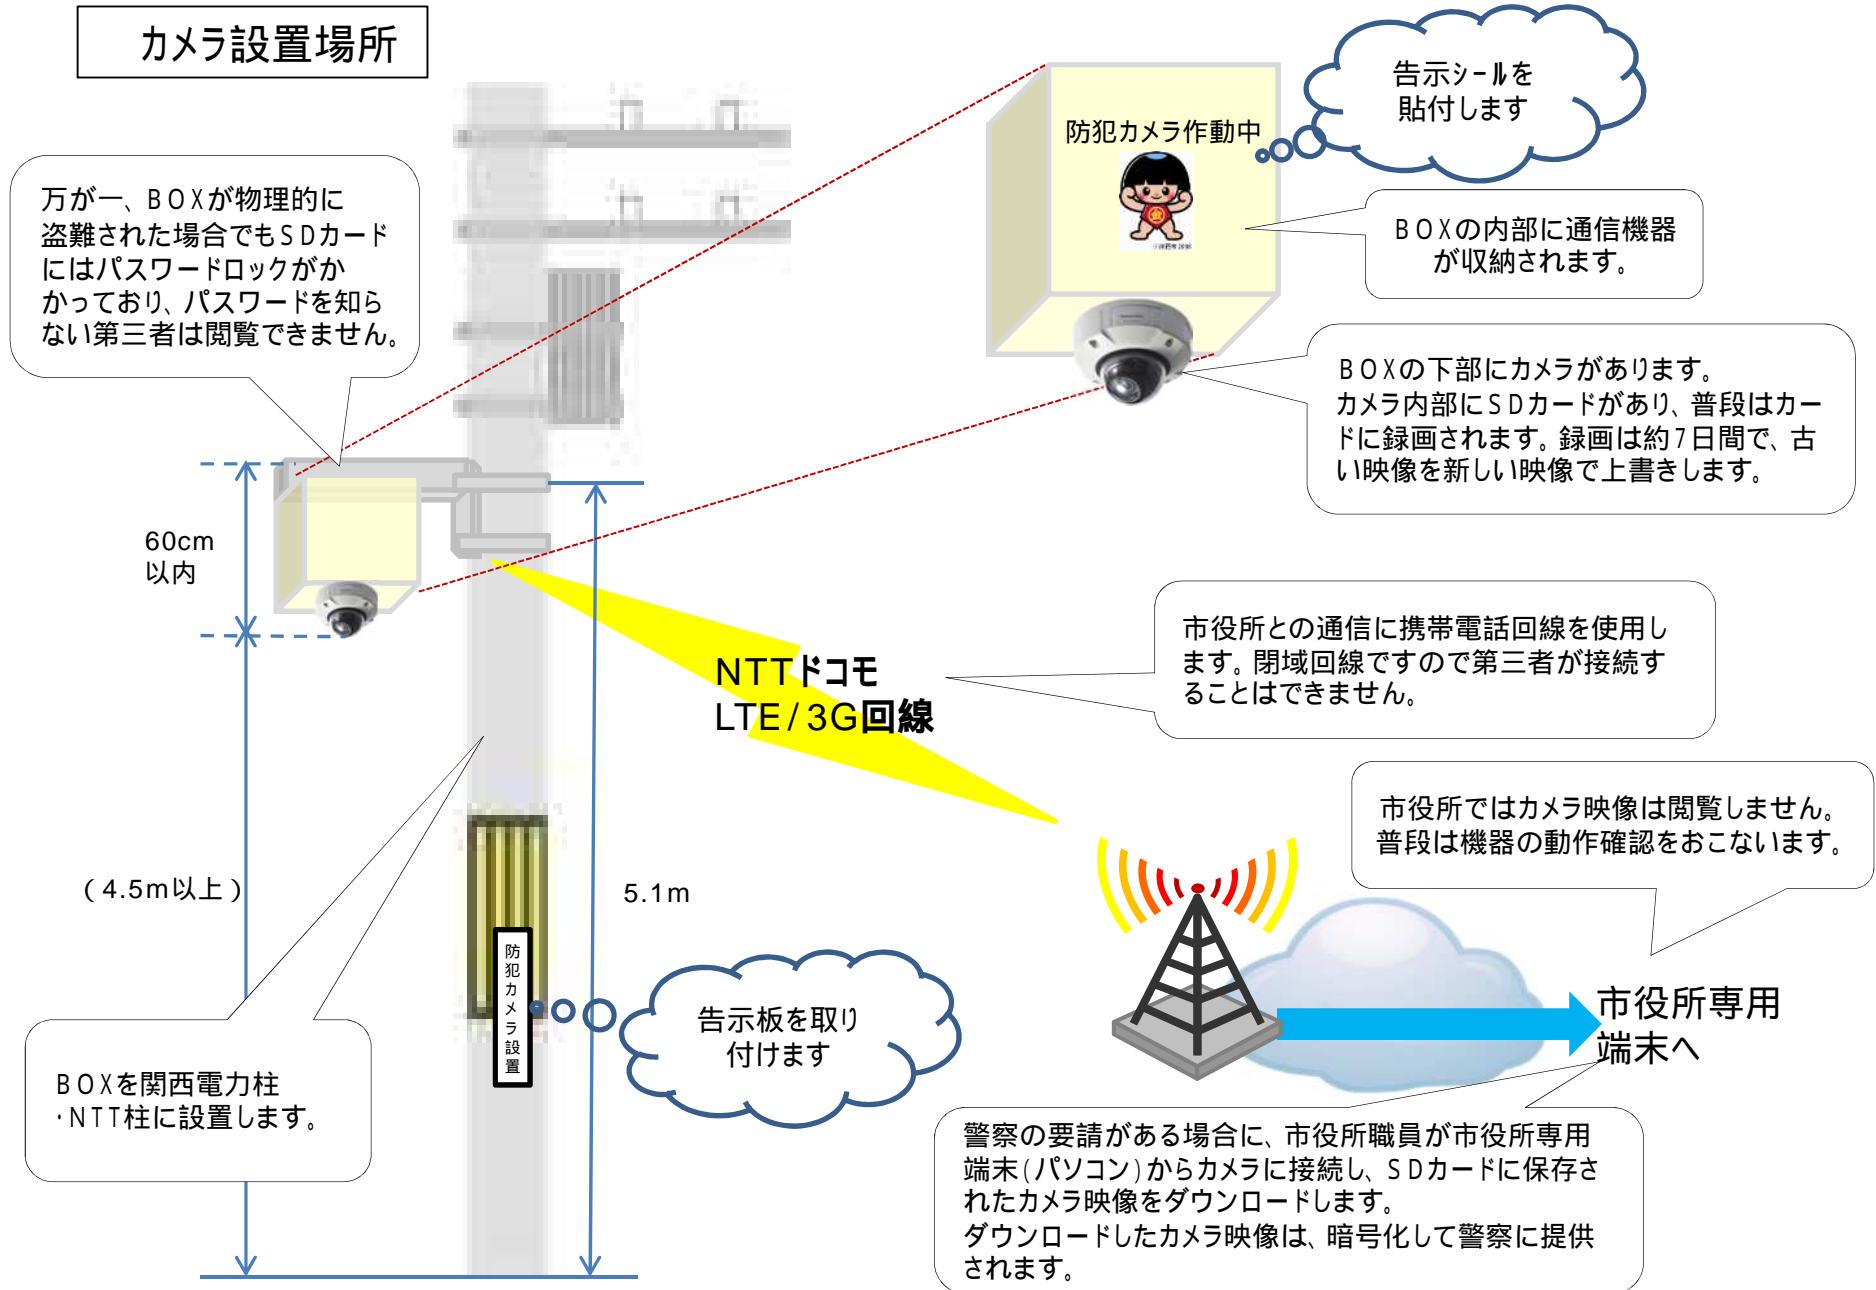 カメラ設置場所
告示シールを
貼付します
防犯カメラ作動中
万が一、BOXが物理的に
盗難された場合でもSDカード
にはパスワードロックがか
かっており、パスワードを知ら
ない第三者は閲覧できません。
BOXの内部に通信機器
が収納されます。
BOXの下部にカメラがあります。
カメラ内部にSDカードがあり、普段はカー
ドに録画されます。録画は約7日間で、古
い映像を新しい映像で上書きします。
60cm
以内
市役所との通信に携帯電話回線を使用し
ます。閉域回線ですので第三者が接続す
ることはできません。
NTTドコモ
LTE/3G回線
市役所ではカメラ映像は閲覧しません。
普段は機器の動作確認をおこないます。
(4.5m以上)
5.1m
防犯カメラ設置
告示板を取り
付けます
市役所専用
端末へ
BOXを関西電力柱
・NTT柱に設置します。
警察の要請がある場合に、市役所職員が市役所専用
端末(パソコン)からカメラに接続し、SDカードに保存さ
れたカメラ映像をダウンロードします。
ダウンロードしたカメラ映像は、暗号化して警察に提供
されます。